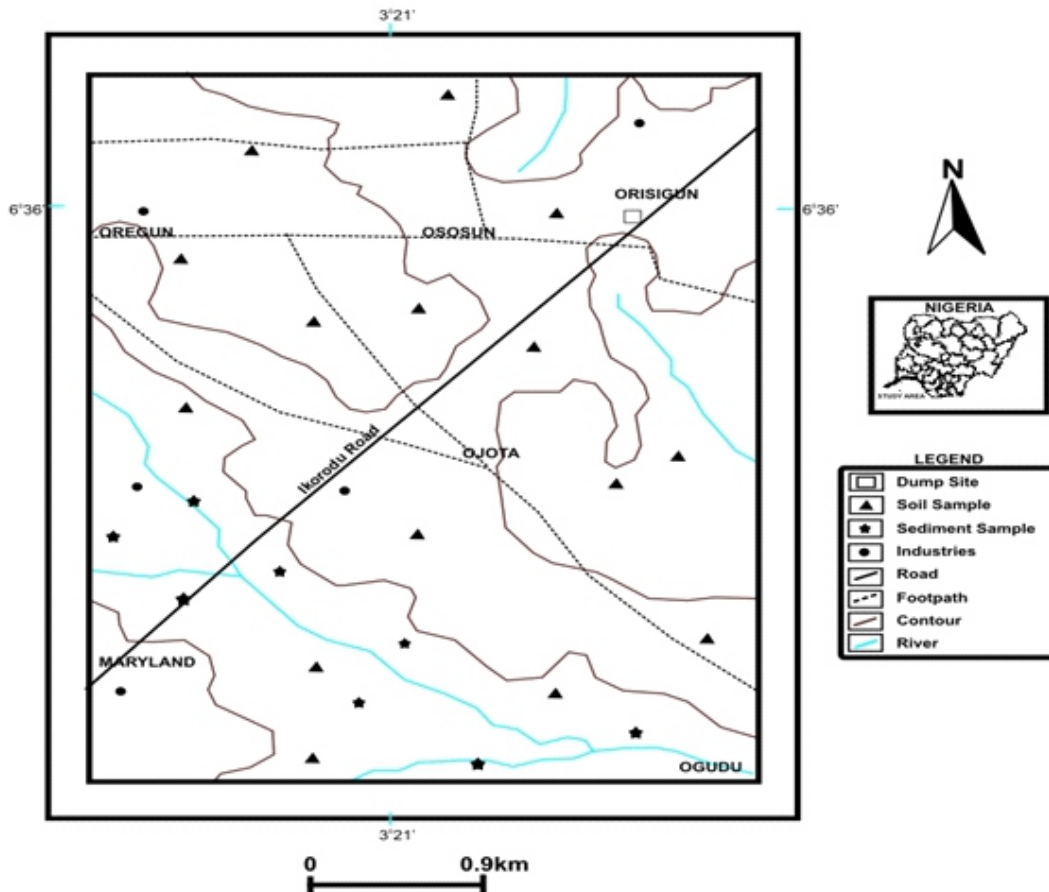 3°21'
N
ORISIGUN
6°36'
6°36'
OREGUN
OSOSUN
NIGERIA
STUDY AREA
Ikorodu Road
OJOTA
LEGEND
Dump Site
Soil Sample
Sediment Sample
Industries
Road
Footpath
Contour
River
MARYLAND
OGUDU
3°21'
0 0.9km